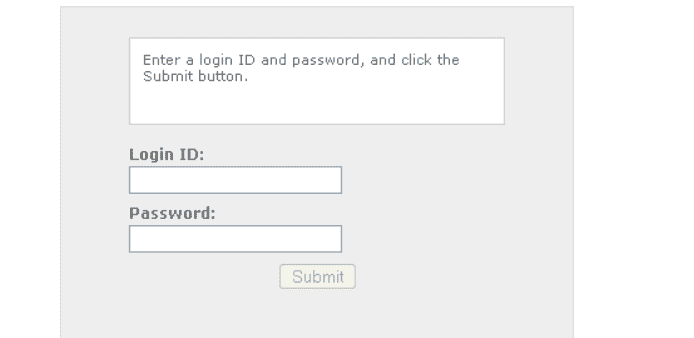 Enter a login ID and password, and click the
Submit button.
Login ID:
Password:
Submit